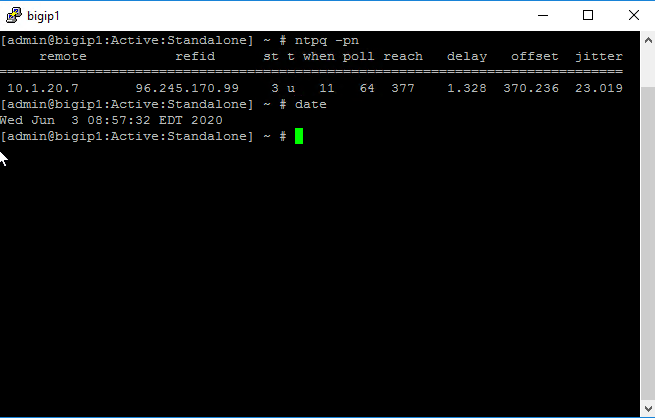 bigip1
[admin@bigip1:Active:Standalone] ~ # ntpq -pn
     remote           refid      st t when poll reach   delay   offset  jitter
==============================================================================
 10.1.20.7       96.245.170.99    3 u   11   64  377    1.328  370.236  23.019
[admin@bigip1:Active:Standalone] ~ # date
Wed Jun  3 08:57:32 EDT 2020
[admin@bigip1:Active:Standalone] ~ #